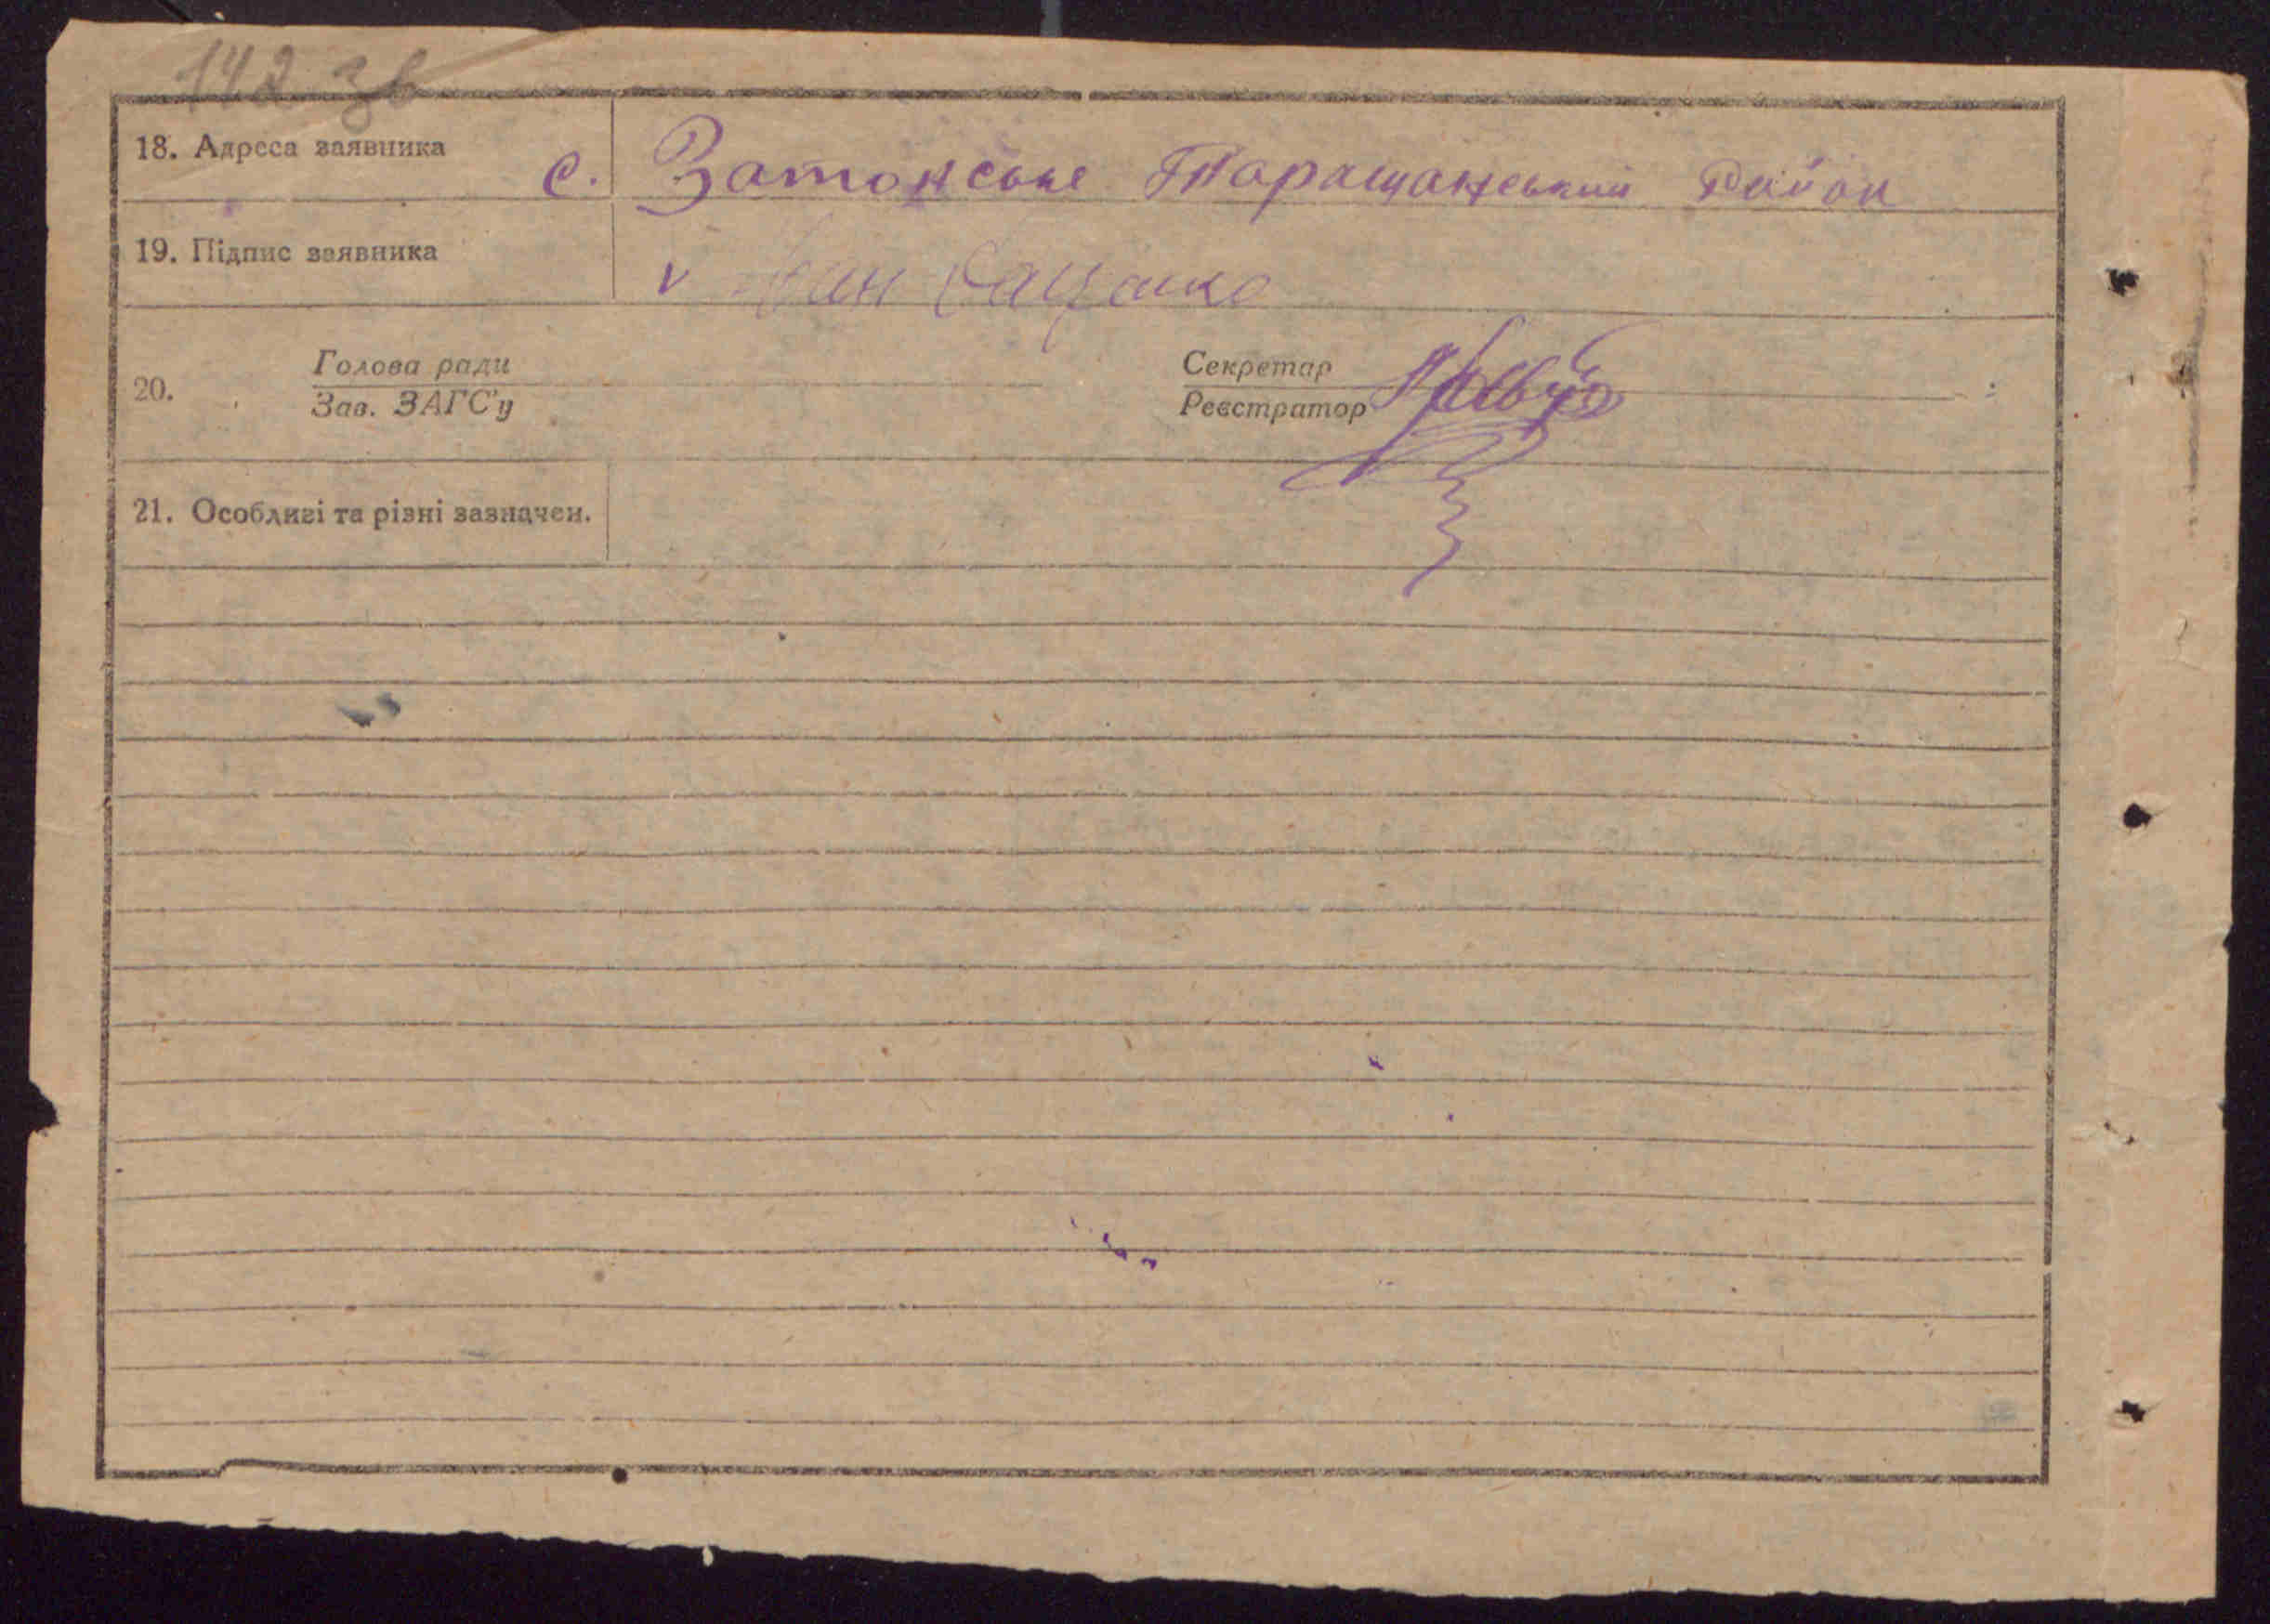 142 зв
18. Адреса заявника с. Затонське Таращанський район
19. Підпис заявника v Іван
20. Голова ради Секретар
Зав. ЗАГС'у Реєстратор
21. Особливі та різні зазначен.